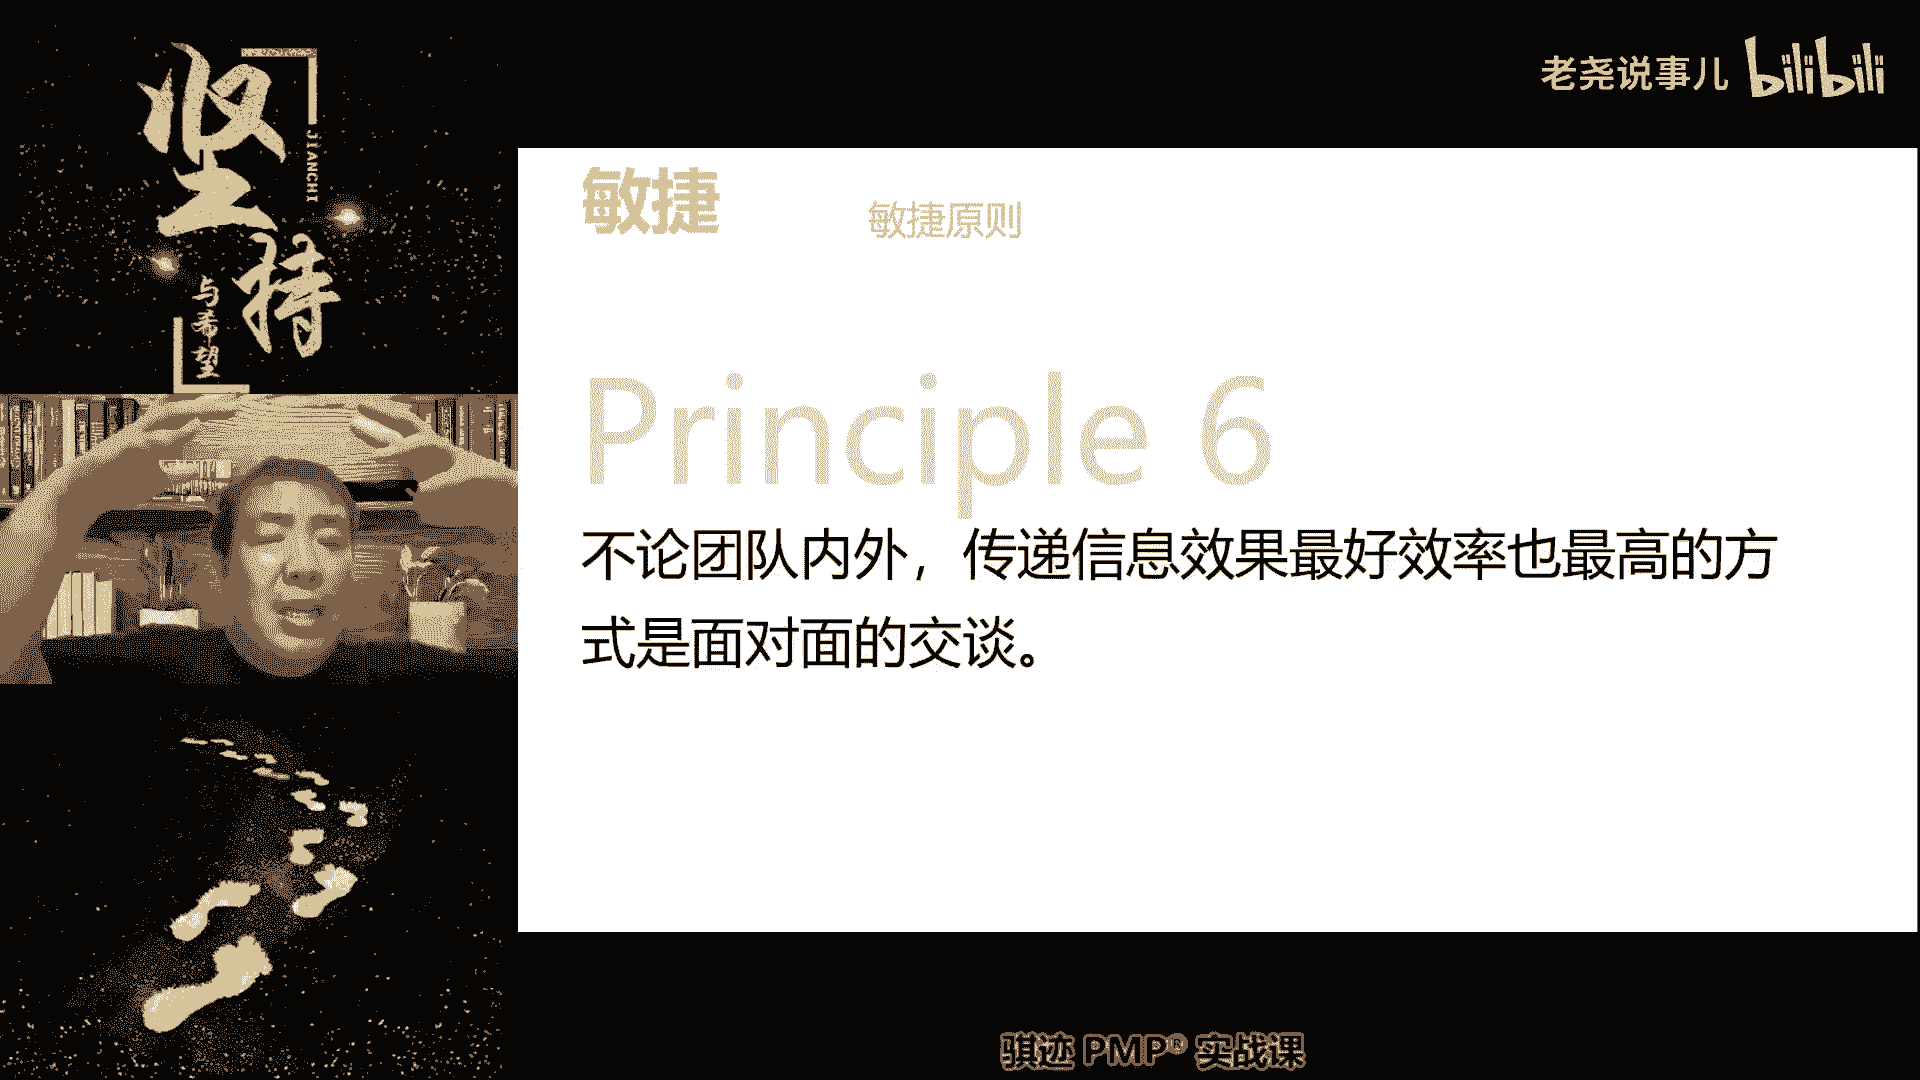 坚持
JIANCHI
与希望
老尧说事儿 bilibili
敏捷 敏捷原则
Principle 6
不论团队内外，传递信息效果最好效率也最高的方
式是面对面的交谈。
骐迹 PMP® 实战课